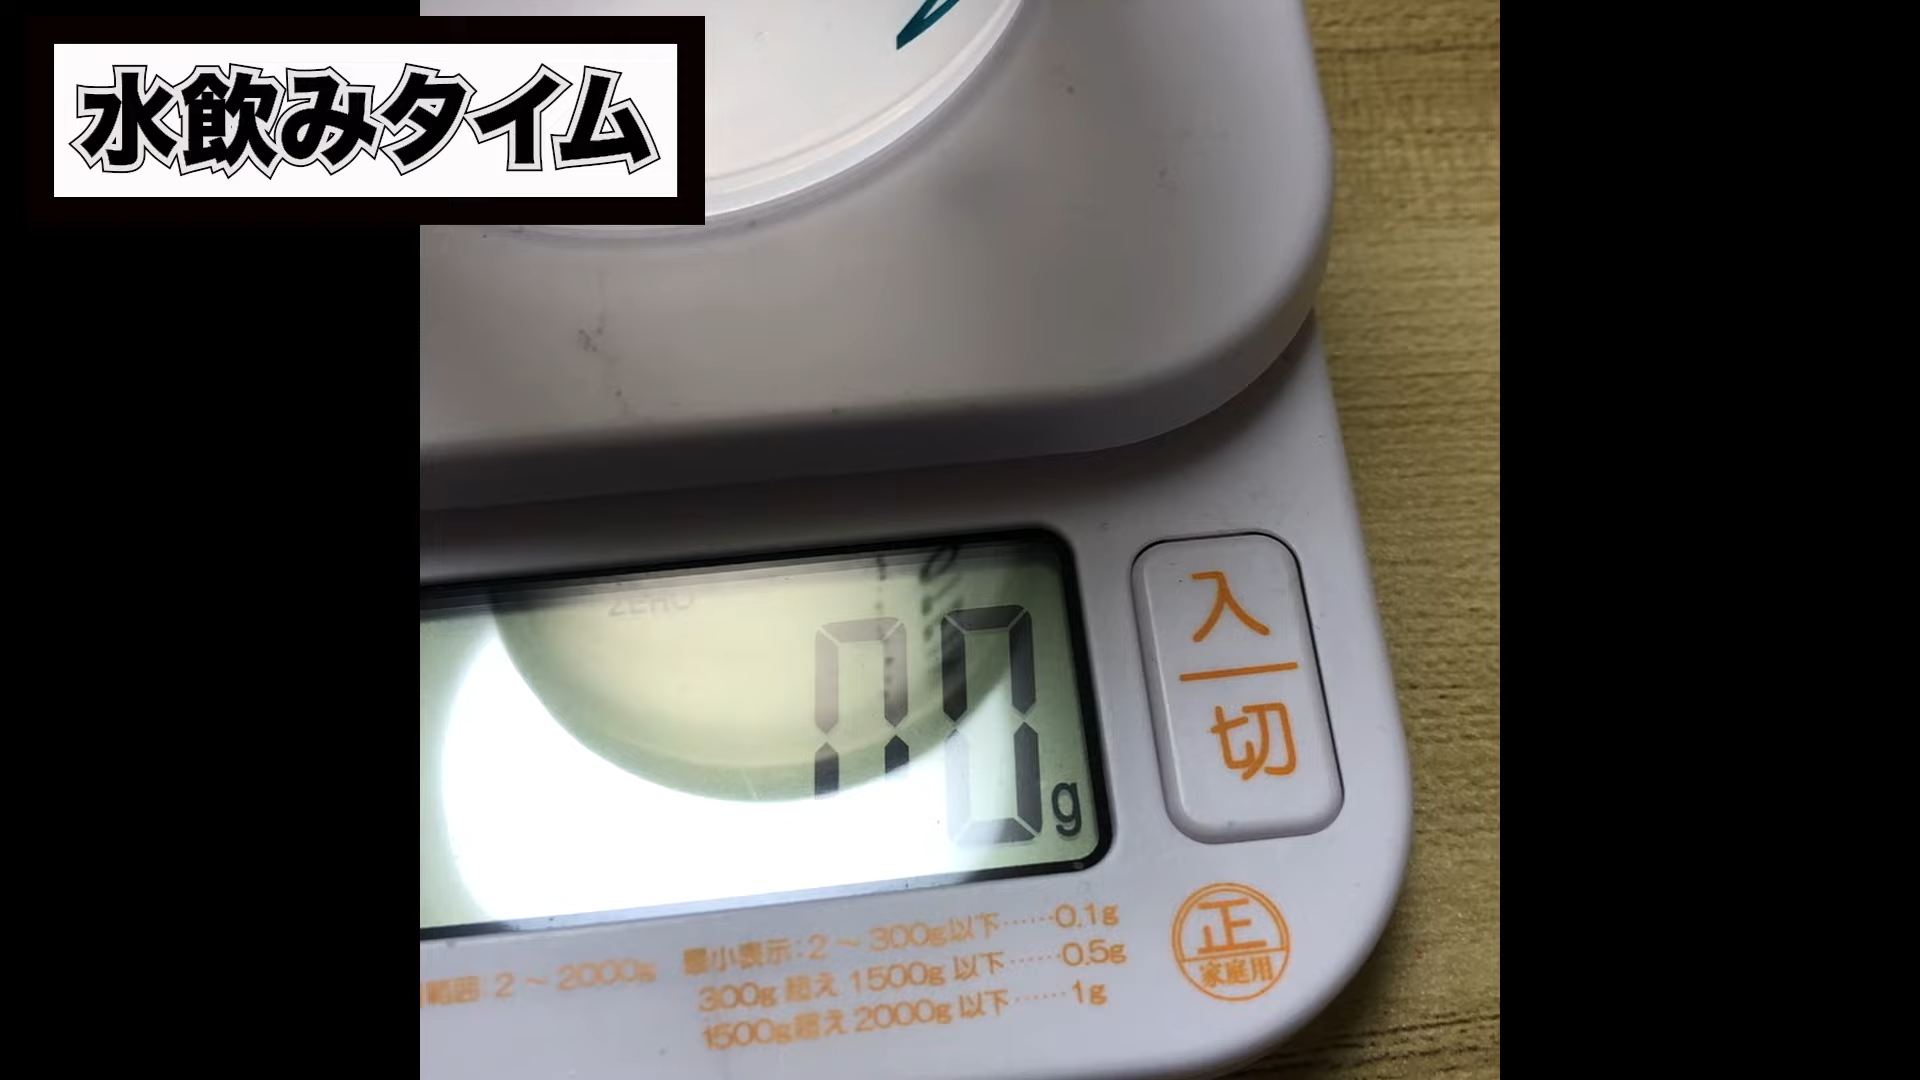 水飲みタイム
ZERO
0.0g
入
切
範囲 2～2000g
最小表示:2～300g以下……0.1g
300g超え1500g以下……0.5g
1500g超え2000g以下……1g
正
家庭用